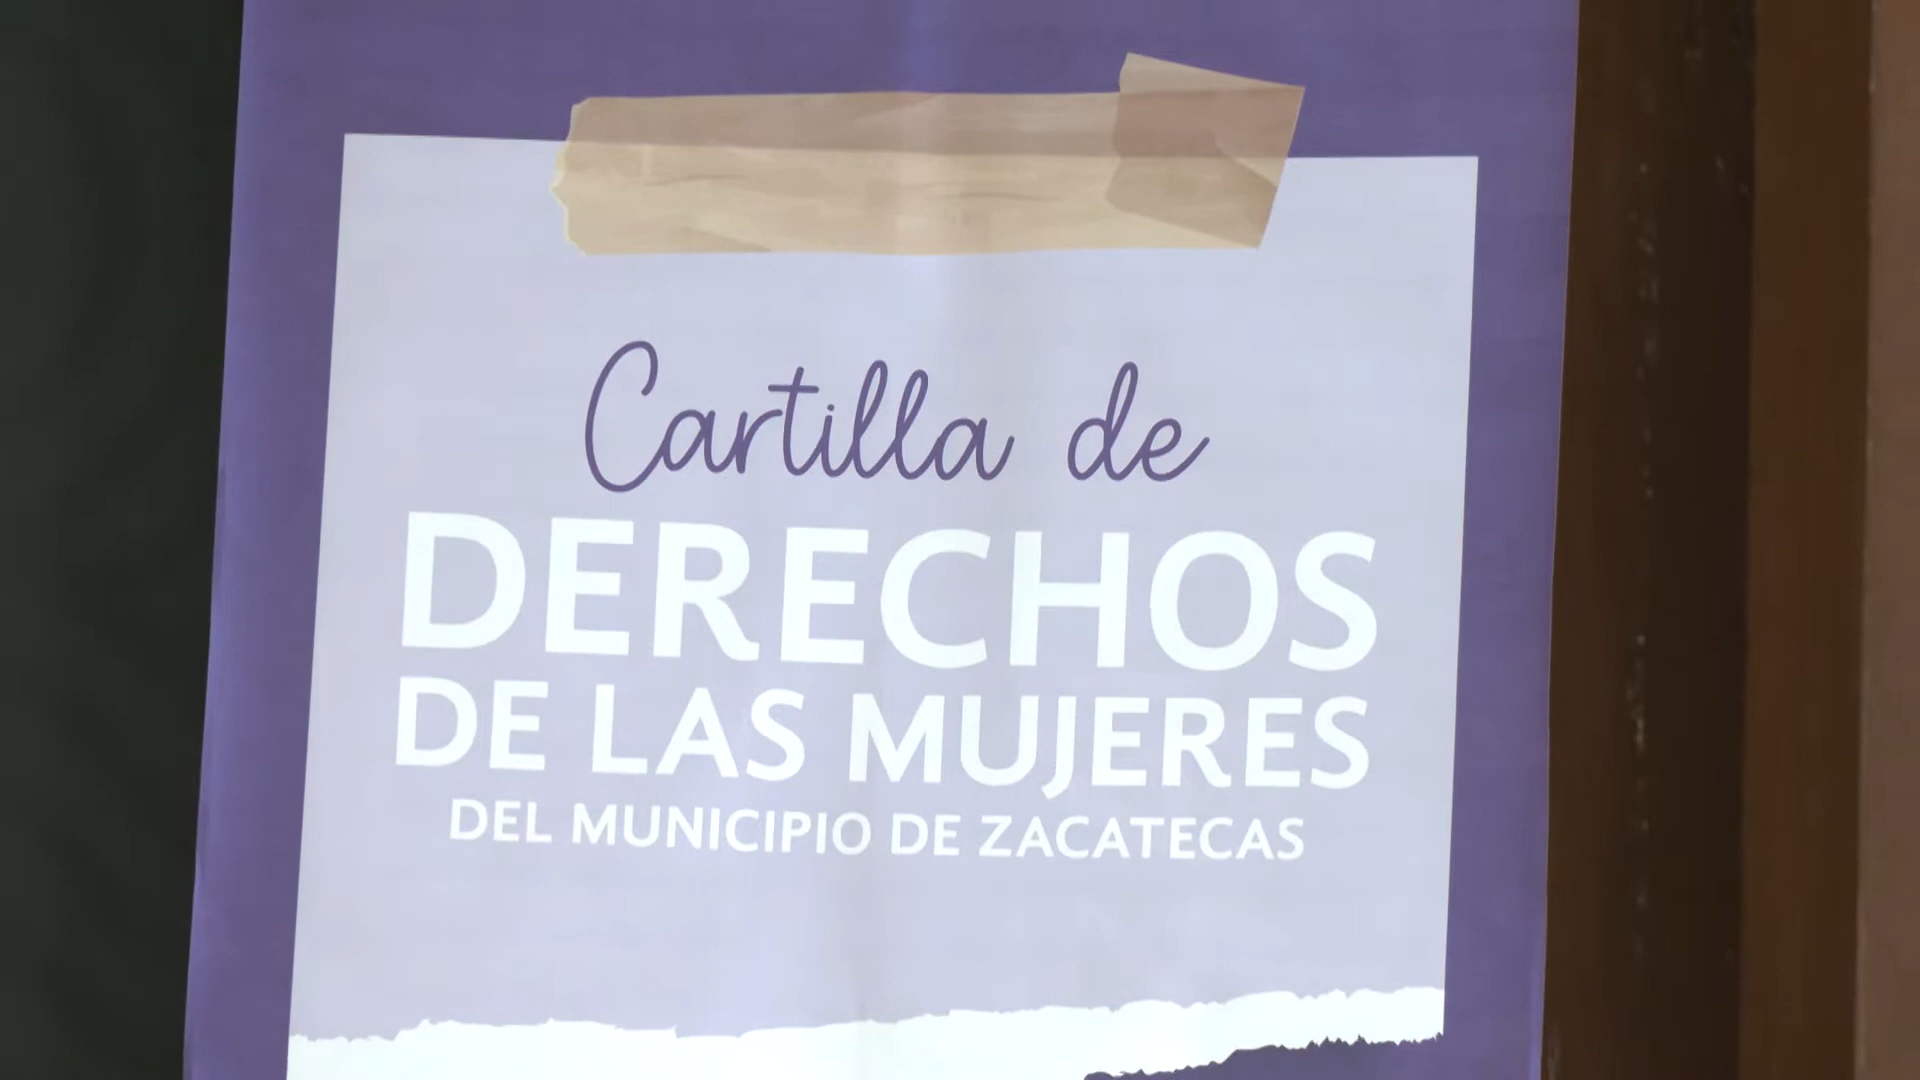 Cartilla de
DERECHOS
DE LAS MUJERES
DEL MUNICIPIO DE ZACATECAS